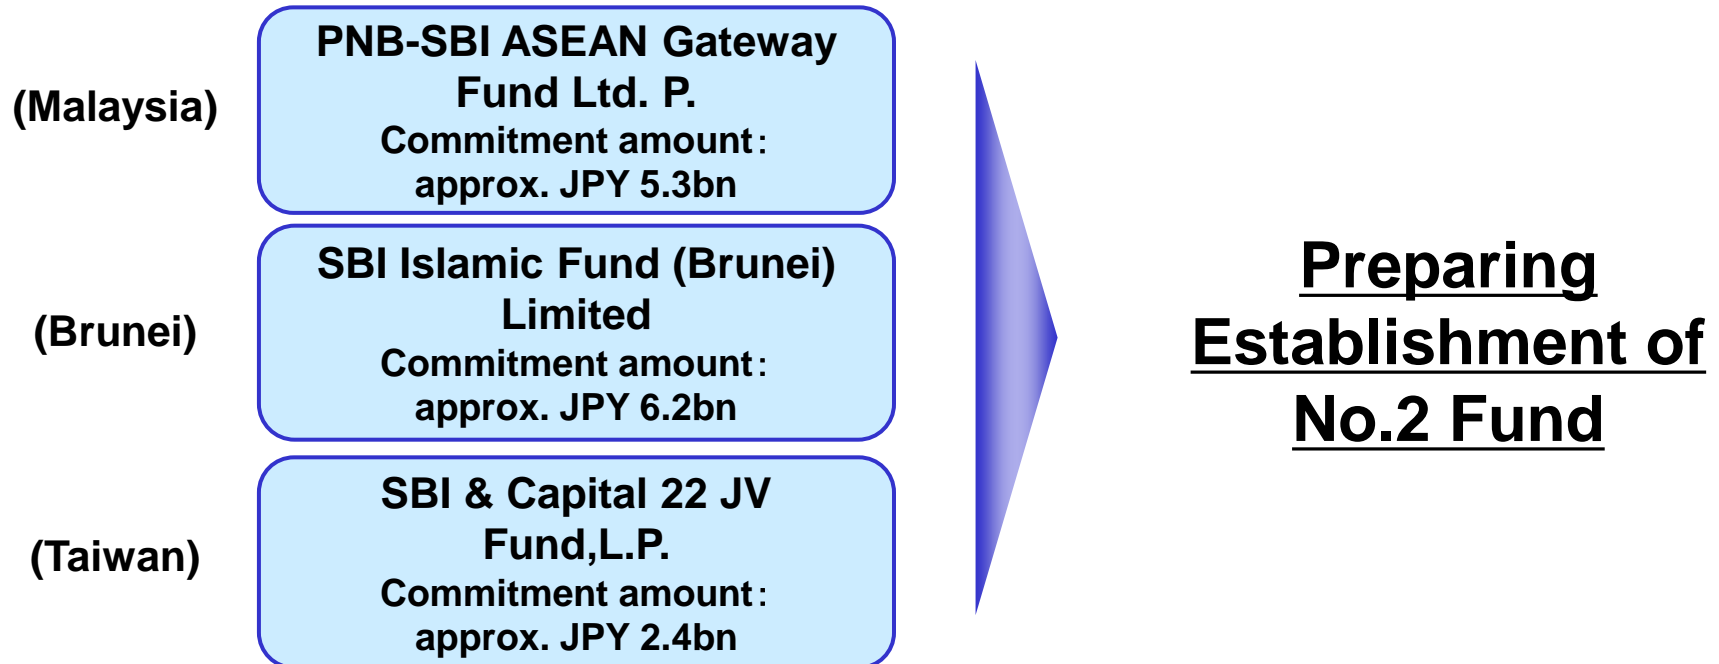 (Malaysia)
PNB-SBI ASEAN Gateway
Fund Ltd. P.
Commitment amount：
approx. JPY 5.3bn
(Brunei)
SBI Islamic Fund (Brunei)
Limited
Commitment amount：
approx. JPY 6.2bn
(Taiwan)
SBI & Capital 22 JV
Fund,L.P.
Commitment amount：
approx. JPY 2.4bn
Preparing
Establishment of
No.2 Fund